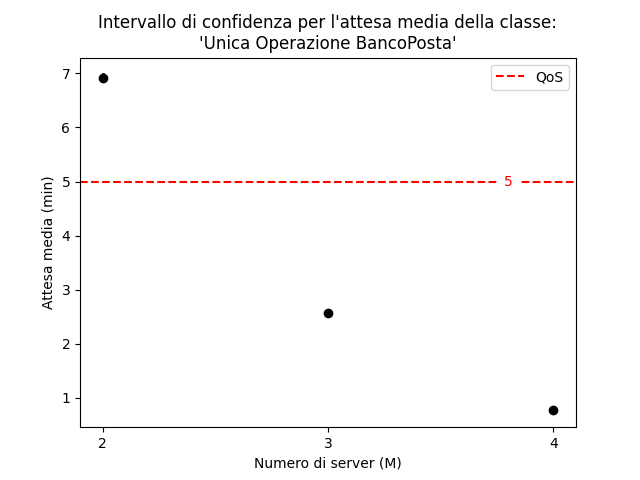 Intervallo di confidenza per l'attesa media della classe:
'Unica Operazione BancoPosta'
QoS
7
6
5
5
4
3
2
1
Attesa media (min)
2
3
4
Numero di server (M)